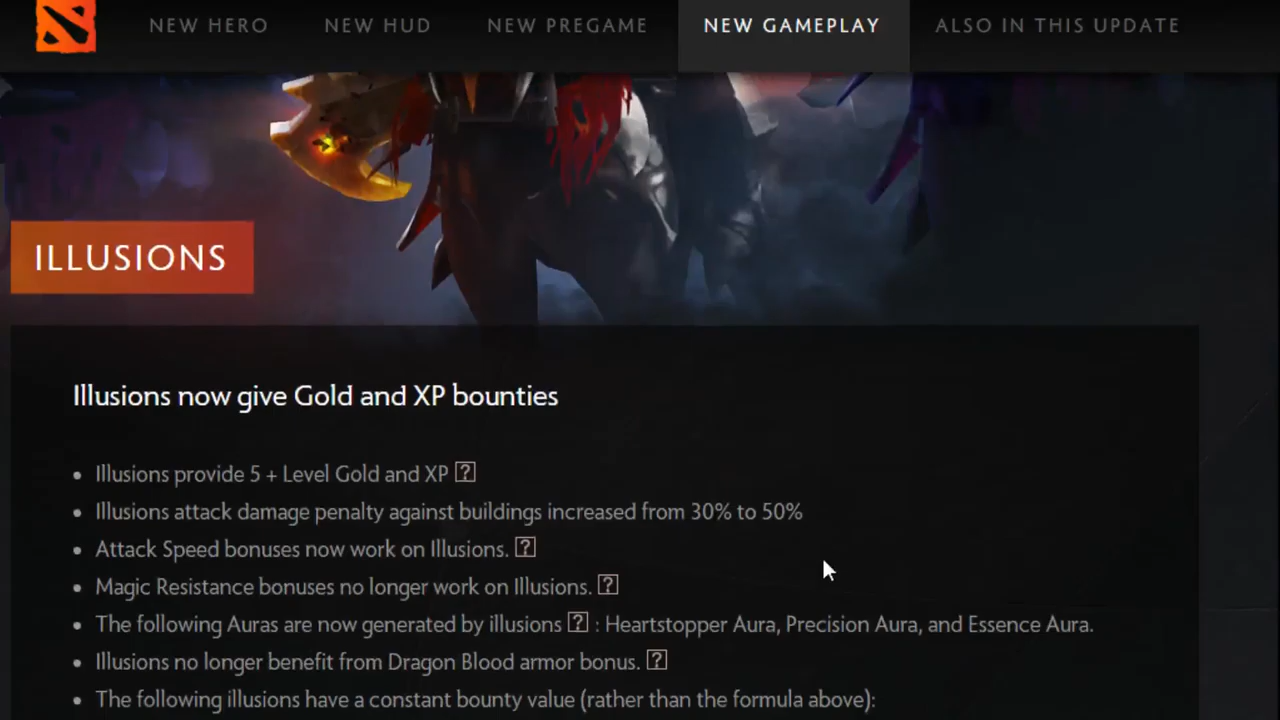 NEW HERO NEW HUD NEW PREGAME NEW GAMEPLAY ALSO IN THIS UPDATE
ILLUSIONS
Illusions now give Gold and XP bounties
• Illusions provide 5 + Level Gold and XP ?
• Illusions attack damage penalty against buildings increased from 30% to 50%
• Attack Speed bonuses now work on Illusions. ?
• Magic Resistance bonuses no longer work on Illusions. ?
• The following Auras are now generated by illusions ? : Heartstopper Aura, Precision Aura, and Essence Aura.
• Illusions no longer benefit from Dragon Blood armor bonus. ?
• The following illusions have a constant bounty value (rather than the formula above):